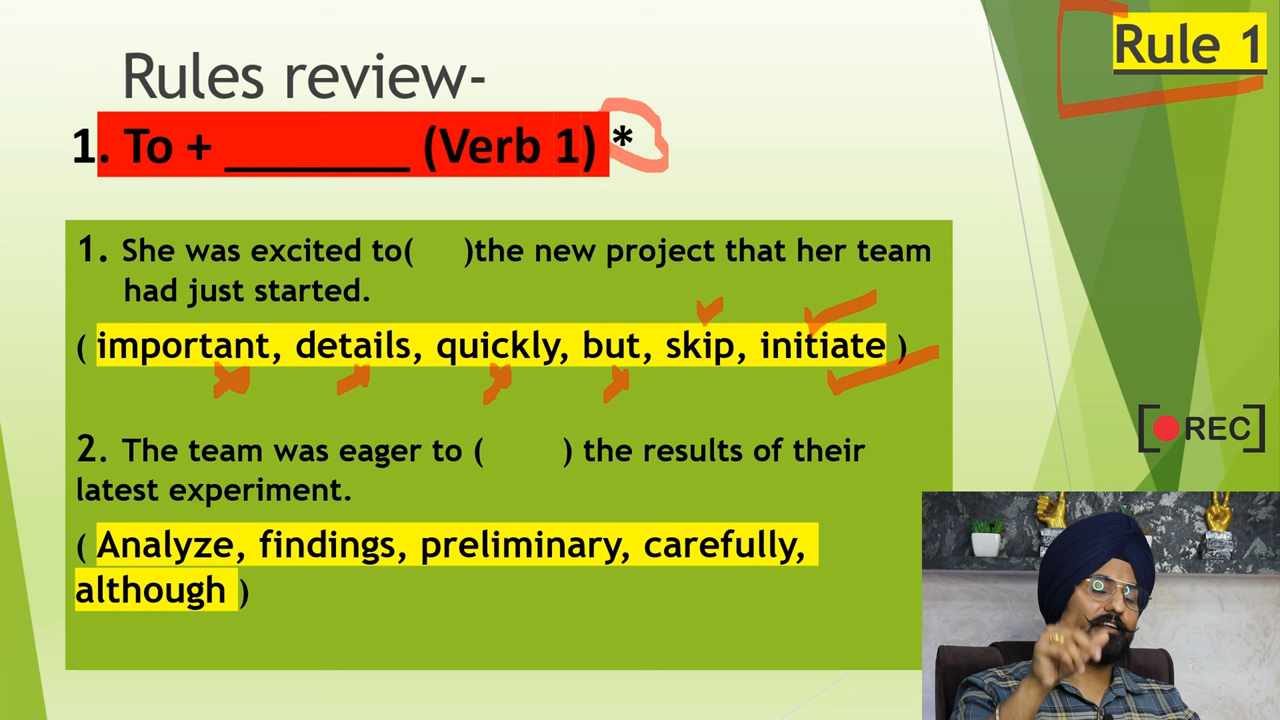 Rule 1
Rules review-
1. To + _______ (Verb 1) *
1. She was excited to( )the new project that her team
had just started.
( important, details, quickly, but, skip, initiate )
2. The team was eager to ( ) the results of their
latest experiment.
( Analyze, findings, preliminary, carefully,
although )
[REC]